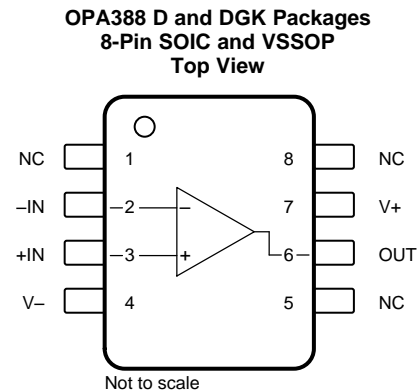 OPA388 D and DGK Packages
8-Pin SOIC and VSSOP
Top View
NC 1 8 NC
–IN 2 – 7 V+
+IN 3 + 6 OUT
V– 4 5 NC
Not to scale